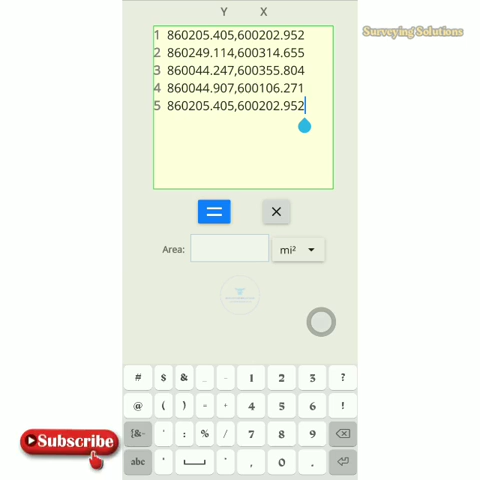 Y X
Surveying Solutions
1 860205.405,600202.952
2 860249.114,600314.655
3 860044.247,600355.804
4 860044.907,600106.271
5 860205.405,600202.952
Area: mi²
# $ & _ - 1 2 3 ?
@ ( ) = + 4 5 6 !
{&~ : % / 7 8 9
abc , 0 .
Subscribe